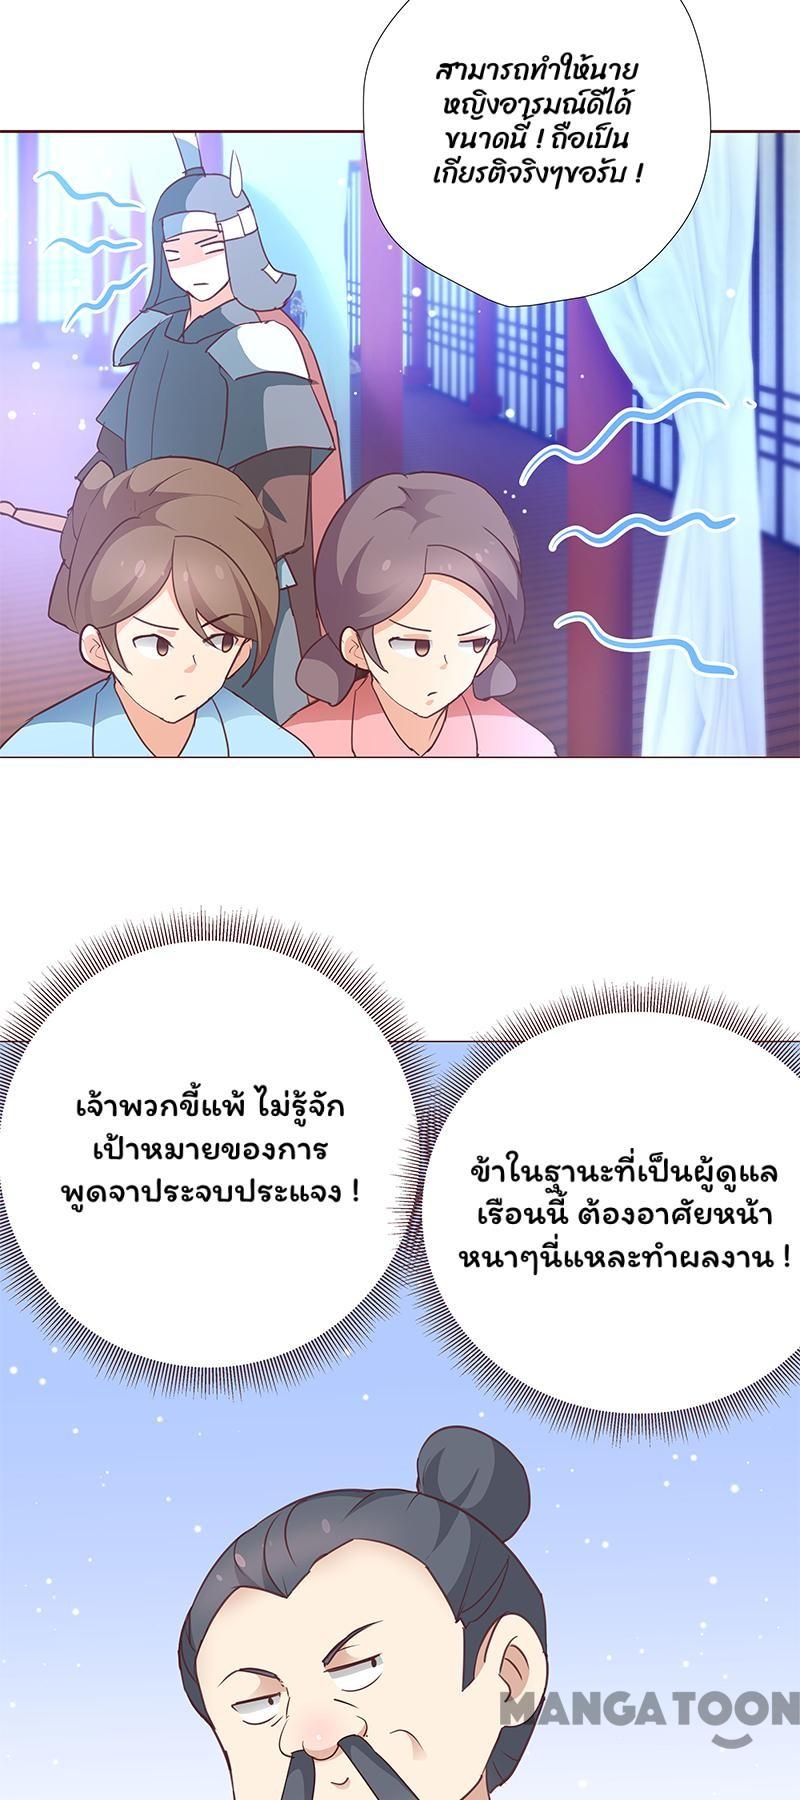 สามารถทำให้นาย
หญิงอารมณ์ดีได้
ขนาดนี้ ! ถือเป็น
เกียรติจริงๆขอรับ !
เจ้าพวกขี้แพ้ ไม่รู้จัก
เป้าหมายของการ
พูดจาประจบประแจง !
ข้าในฐานะที่เป็นผู้ดูแล
เรือนนี้ ต้องอาศัยหน้า
หนาๆนี่แหละทำผลงาน !
MANGATOON